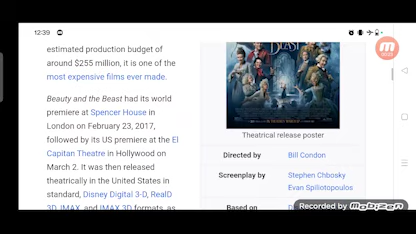 12:39
estimated production budget of
around $255 million, it is one of the
most expensive films ever made.
Beauty and the Beast had its world
premiere at Spencer House in
London on February 23, 2017,
followed by its US premiere at the El
Capitan Theatre in Hollywood on
March 2. It was then released
theatrically in the United States in
standard, Disney Digital 3-D, RealD
3D, IMAX, and IMAX 3D formats, as
BEAST
Theatrical release poster
Directed by Bill Condon
Screenplay by Stephen Chbosky
Evan Spiliotopoulos
Based on
Recorded by mobizen